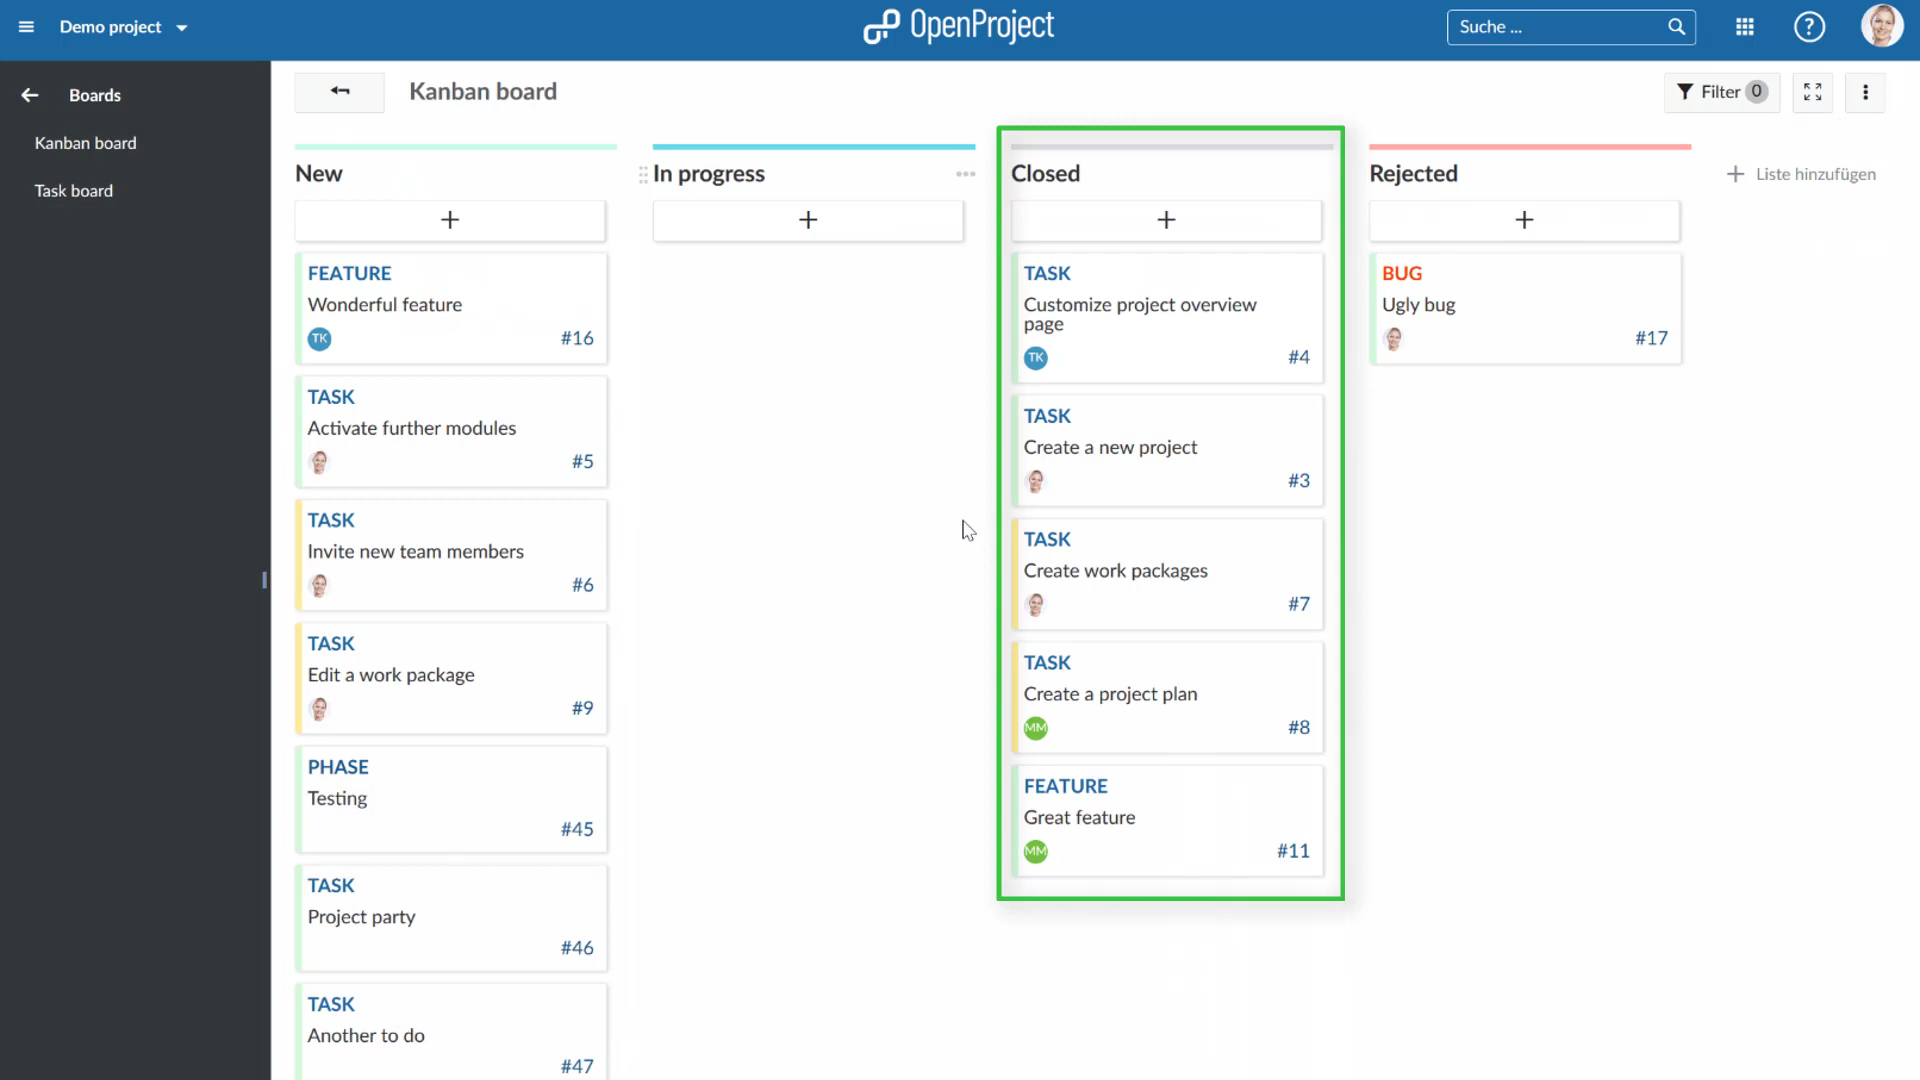 Demo project
OpenProject
Suche ...
?
Boards
Kanban board
Task board
Kanban board
Filter 0
New
+
FEATURE
Wonderful feature
TK
#16
TASK
Activate further modules
#5
TASK
Invite new team members
#6
TASK
Edit a work package
#9
PHASE
Testing
#45
TASK
Project party
#46
TASK
Another to do
#47
In progress
+
Closed
+
TASK
Customize project overview
page
TK
#4
TASK
Create a new project
#3
TASK
Create work packages
#7
TASK
Create a project plan
MM
#8
FEATURE
Great feature
MM
#11
Rejected
+
BUG
Ugly bug
#17
+ Liste hinzufügen